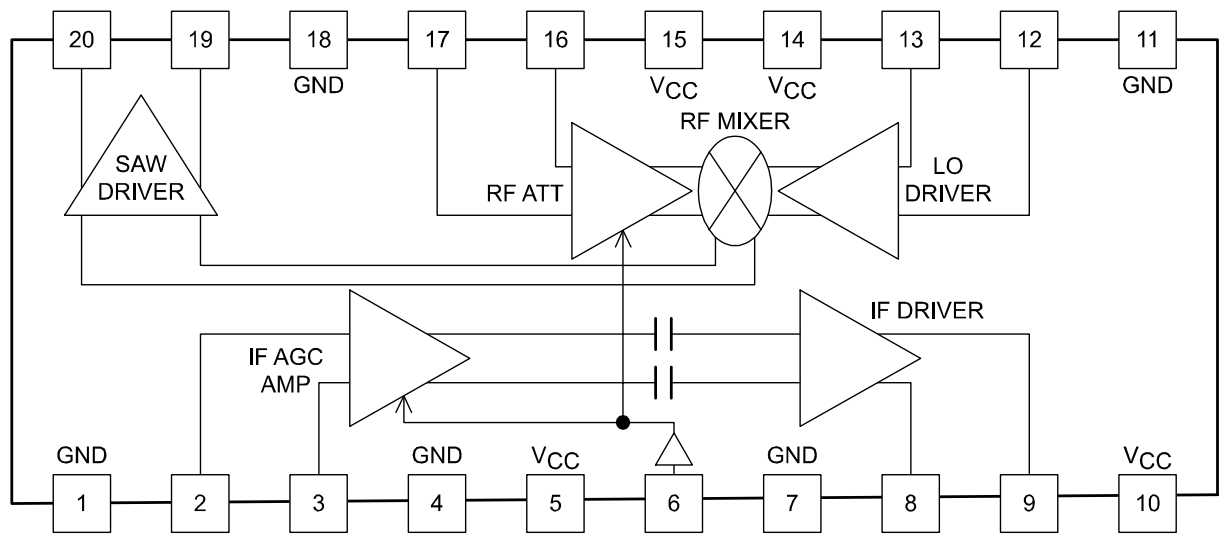 20 19 18 17 16 15 14 13 12 11
GND VCC VCC GND
RF MIXER
SAW
DRIVER
RF ATT
LO
DRIVER
IF DRIVER
IF AGC
AMP
GND GND VCC GND VCC
1 2 3 4 5 6 7 8 9 10